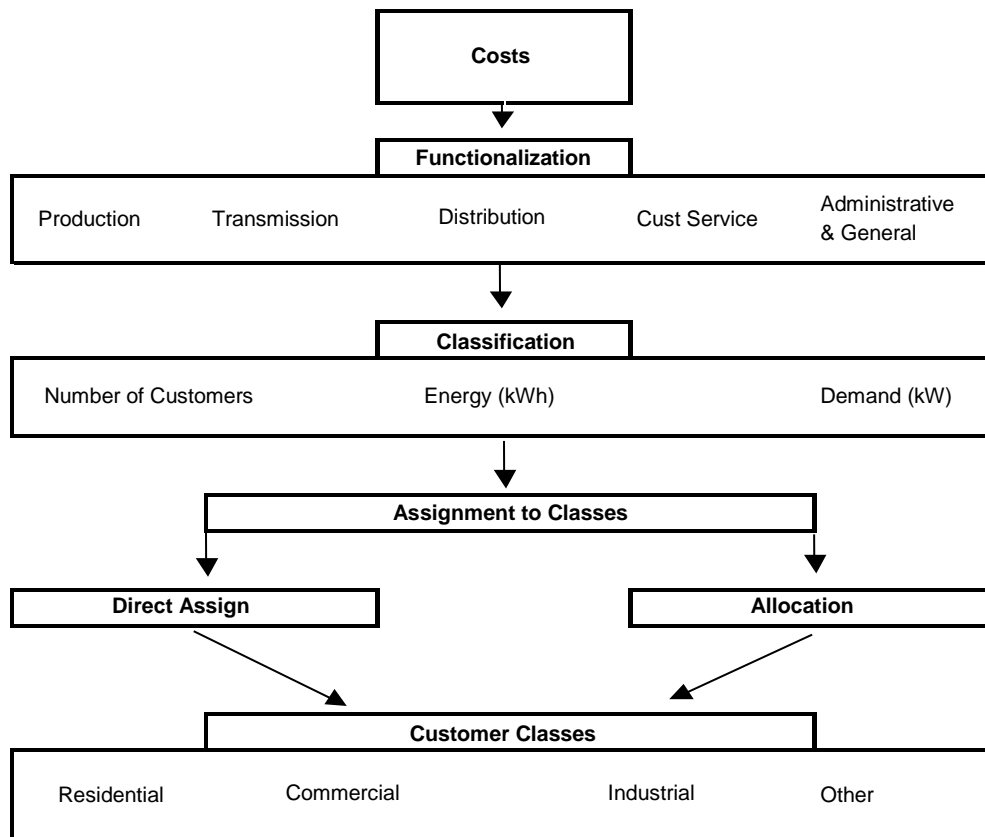 Costs
Functionalization
Production Transmission Distribution Cust Service Administrative
& General
Classification
Number of Customers Energy (kWh) Demand (kW)
Assignment to Classes
Direct Assign Allocation
Customer Classes
Residential Commercial Industrial Other